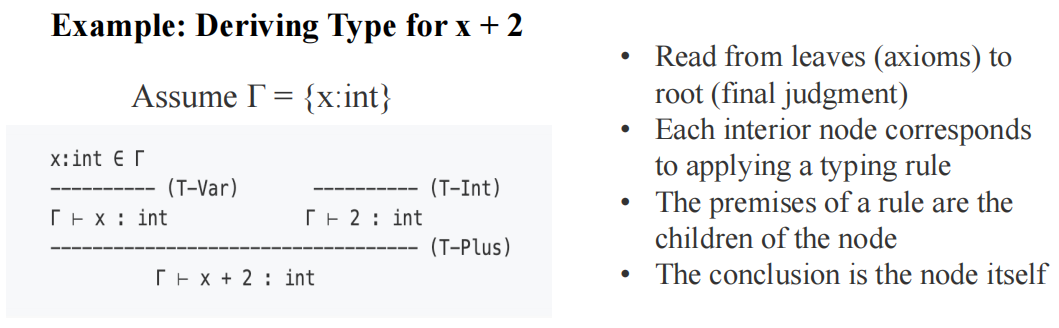 Example: Deriving Type for x + 2
Assume Γ = {x:int}
x:int ∈ Γ
---------- (T-Var) ---------- (T-Int)
Γ ⊢ x : int Γ ⊢ 2 : int
----------------------------------- (T-Plus)
Γ ⊢ x + 2 : int
• Read from leaves (axioms) to
root (final judgment)
• Each interior node corresponds
to applying a typing rule
• The premises of a rule are the
children of the node
• The conclusion is the node itself